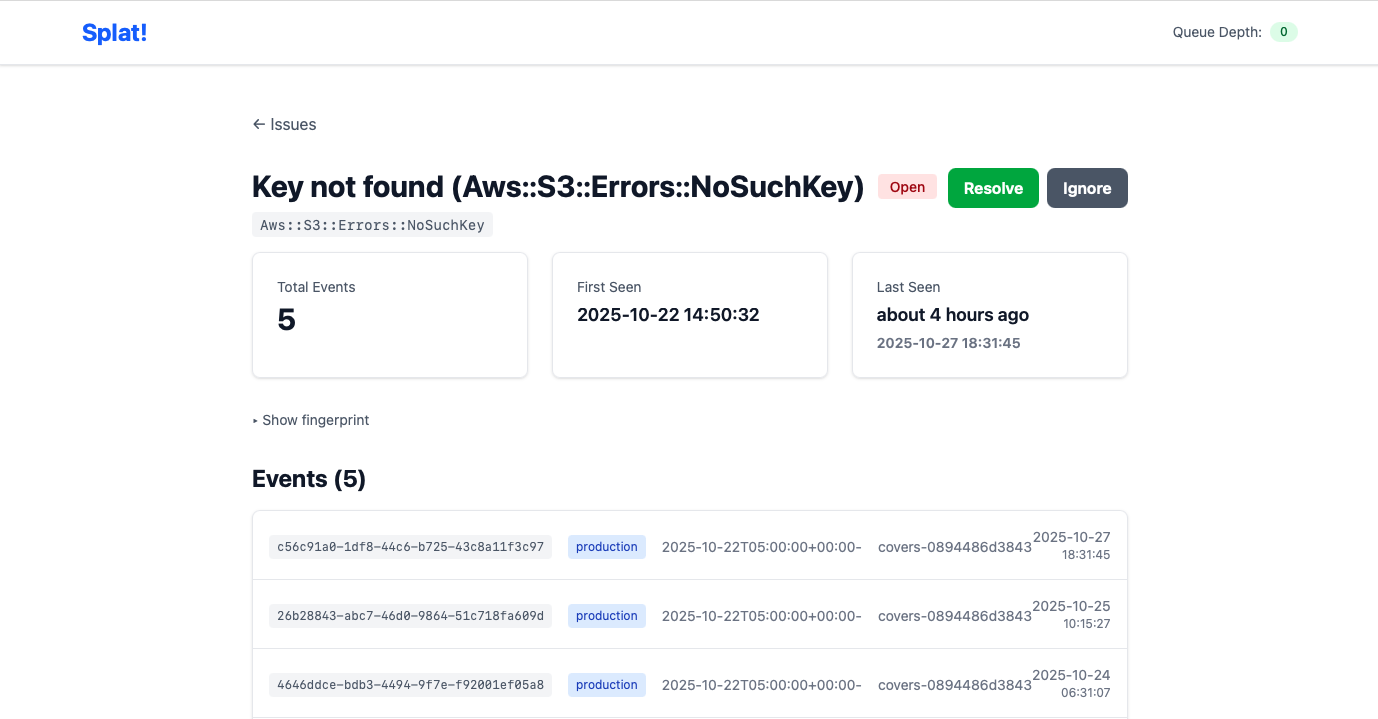 Splat!
Queue Depth: 0
← Issues
Key not found (Aws::S3::Errors::NoSuchKey) Open Resolve Ignore
Aws::S3::Errors::NoSuchKey
Total Events
5
First Seen
2025-10-22 14:50:32
Last Seen
about 4 hours ago
2025-10-27 18:31:45
▸ Show fingerprint
Events (5)
c56c91a0-1df8-44c6-b725-43c8a11f3c97 production 2025-10-22T05:00:00+00:00- covers-0894486d3843 2025-10-27
18:31:45
26b28843-abc7-46d0-9864-51c718fa609d production 2025-10-22T05:00:00+00:00- covers-0894486d3843 2025-10-25
10:15:27
4646ddce-bdb3-4494-9f7e-f92001ef05a8 production 2025-10-22T05:00:00+00:00- covers-0894486d3843 2025-10-24
06:31:07